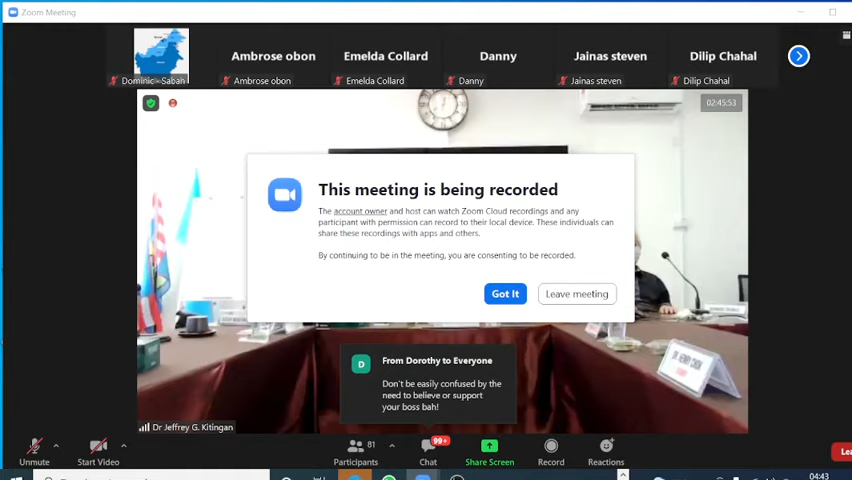 Zoom Meeting
Ambrose obon
Emelda Collard
Danny
Jainas steven
Dilip Chahal
Dominic - Sabah
Ambrose obon
Emelda Collard
Danny
Jainas steven
Dilip Chahal
02:45:53
This meeting is being recorded
The account owner and host can watch Zoom Cloud recordings and any
participant with permission can record to their local device. These individuals can
share these recordings with apps and others.
By continuing to be in the meeting, you are consenting to be recorded.
Got It
Leave meeting
D
From Dorothy to Everyone
Don't be easily confused by the
need to believe or support
your boss bah!
Dr Jeffrey G. Kitingan
81
99+
Unmute
Start Video
Participants
Chat
Share Screen
Record
Reactions
Lea
04:43